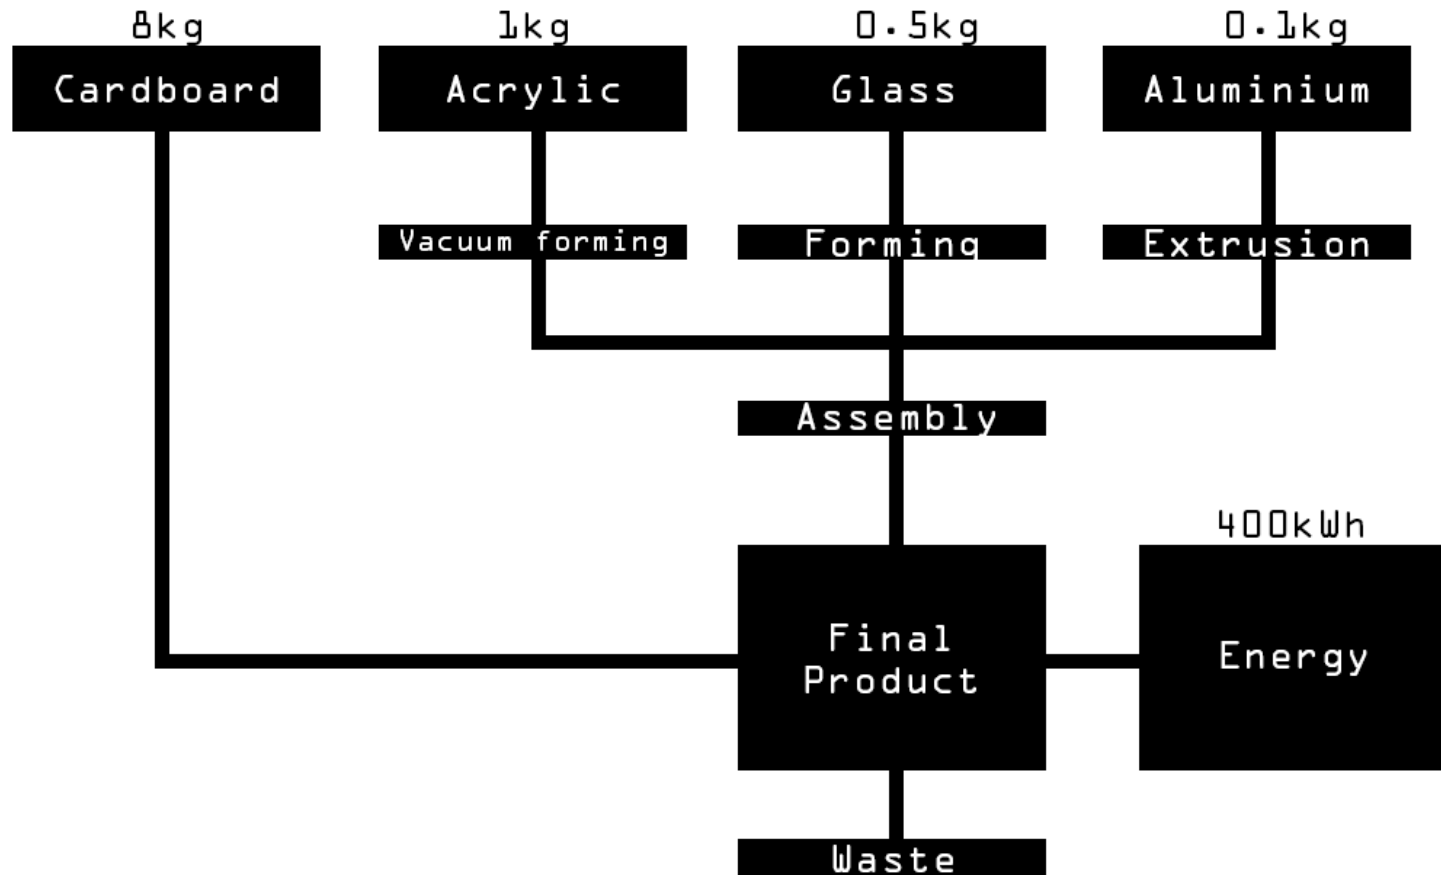 8kg
1kg
0.5kg
0.1kg
Cardboard
Acrylic
Glass
Aluminium
Vacuum forming
Forming
Extrusion
Assembly
400kWh
Final
Product
Energy
Waste